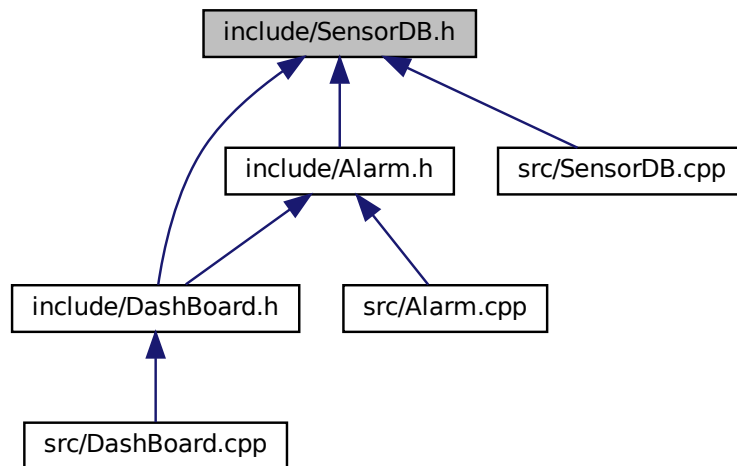 include/SensorDB.h
include/Alarm.h
src/SensorDB.cpp
include/DashBoard.h
src/Alarm.cpp
src/DashBoard.cpp